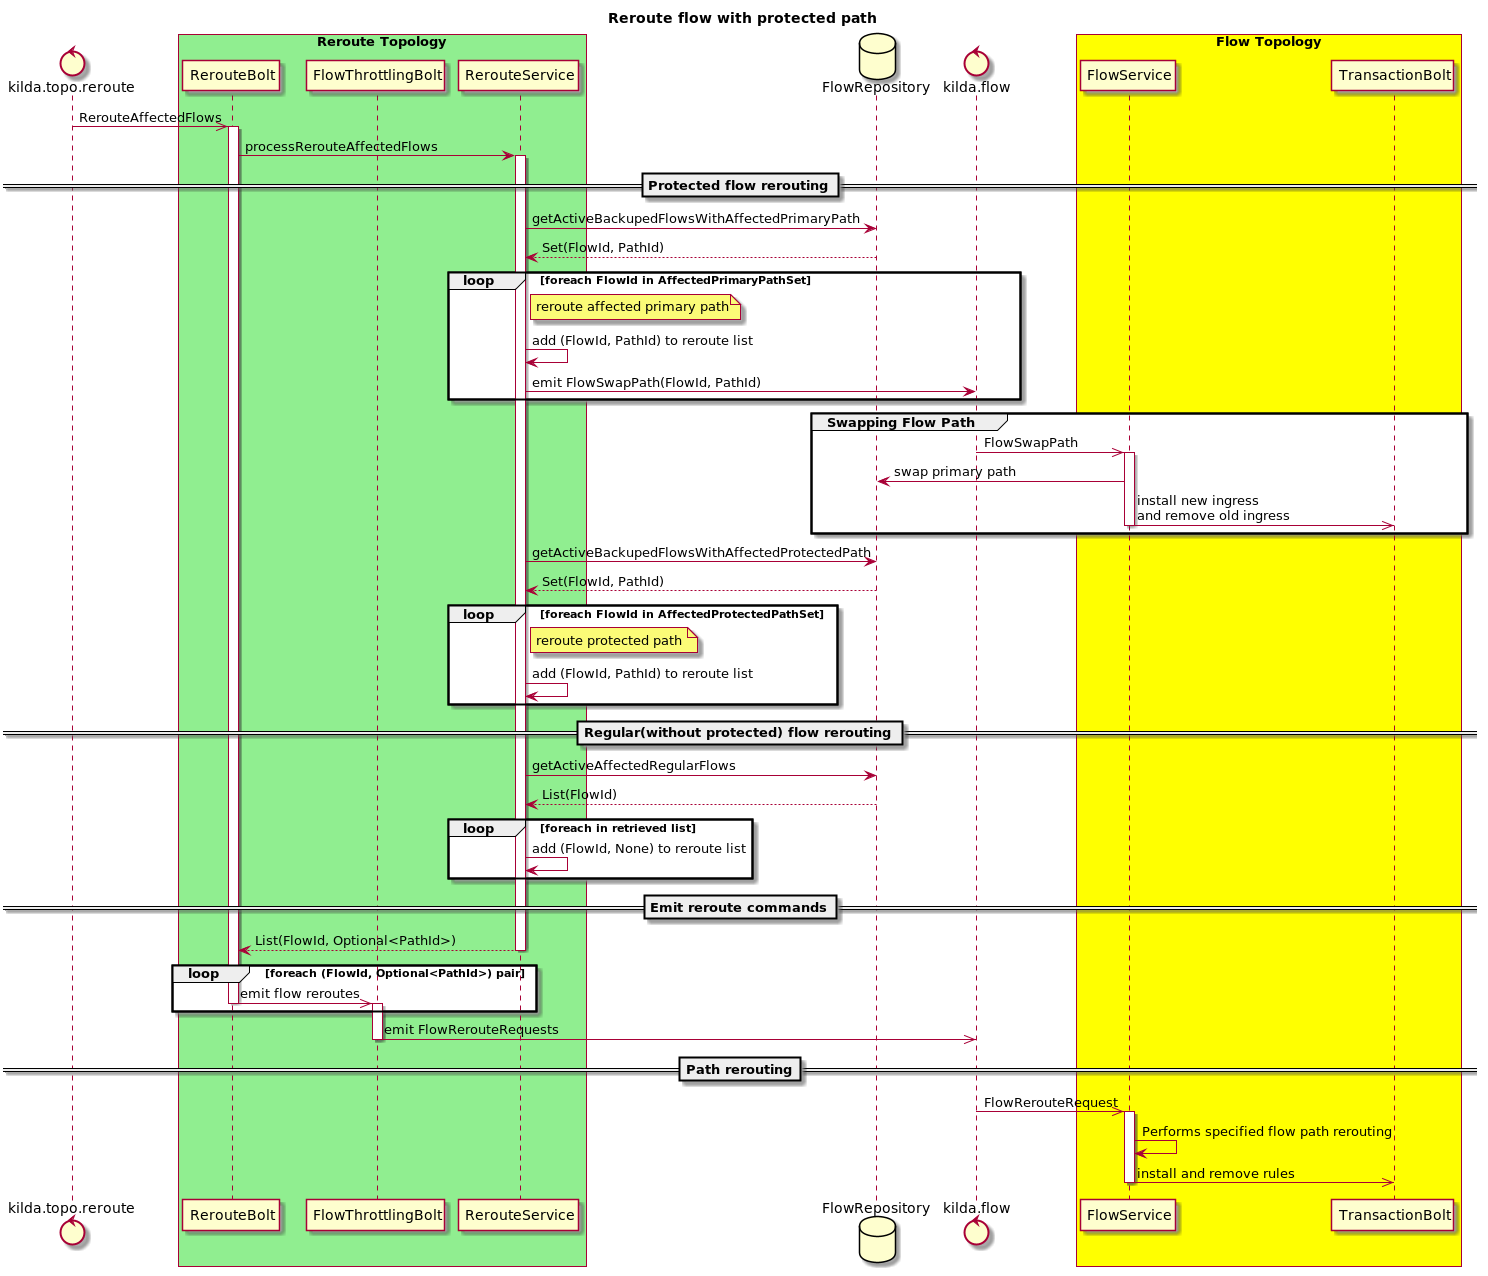 Reroute flow with protected path
Reroute Topology
Flow Topology
kilda.topo.reroute
RerouteBolt
FlowThrottlingBolt
RerouteService
FlowRepository
kilda.flow
FlowService
TransactionBolt
RerouteAffectedFlows
processRerouteAffectedFlows
Protected flow rerouting
getActiveBackupedFlowsWithAffectedPrimaryPath
Set(FlowId, PathId)
loop [foreach FlowId in AffectedPrimaryPathSet]
reroute affected primary path
add (FlowId, PathId) to reroute list
emit FlowSwapPath(FlowId, PathId)
Swapping Flow Path
FlowSwapPath
swap primary path
install new ingress
and remove old ingress
getActiveBackupedFlowsWithAffectedProtectedPath
Set(FlowId, PathId)
loop [foreach FlowId in AffectedProtectedPathSet]
reroute protected path
add (FlowId, PathId) to reroute list
Regular(without protected) flow rerouting
getActiveAffectedRegularFlows
List(FlowId)
loop [foreach in retrieved list]
add (FlowId, None) to reroute list
Emit reroute commands
List(FlowId, Optional<PathId>)
loop [foreach (FlowId, Optional<PathId>) pair]
emit flow reroutes
emit FlowRerouteRequests
Path rerouting
FlowRerouteRequest
Performs specified flow path rerouting
install and remove rules
kilda.topo.reroute
RerouteBolt
FlowThrottlingBolt
RerouteService
FlowRepository
kilda.flow
FlowService
TransactionBolt